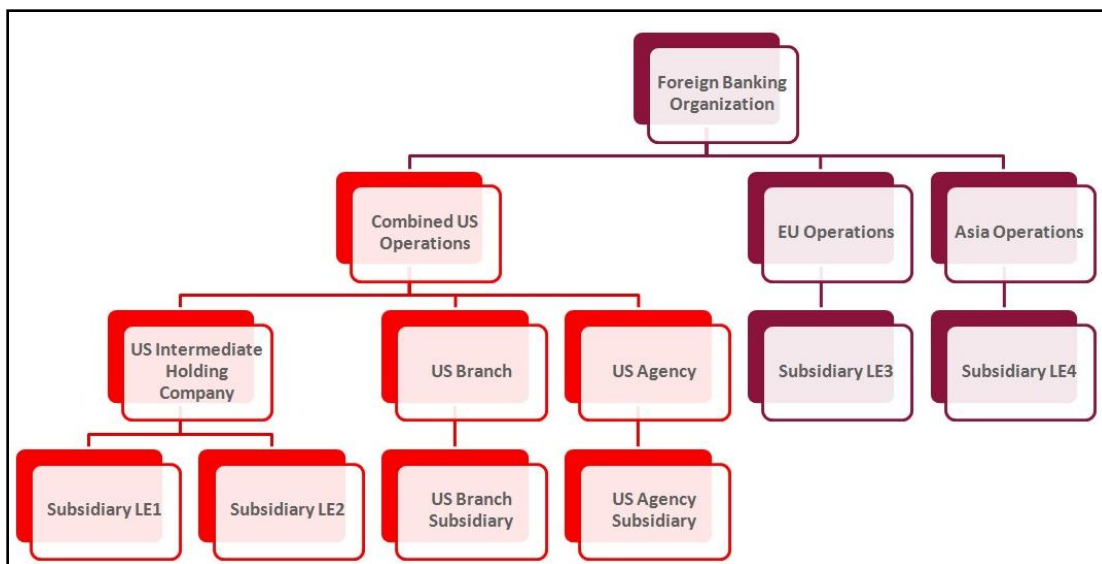 Foreign Banking
Organization
Combined US
Operations
EU Operations
Asia Operations
US Intermediate
Holding
Company
US Branch
US Agency
Subsidiary LE3
Subsidiary LE4
Subsidiary LE1
Subsidiary LE2
US Branch
Subsidiary
US Agency
Subsidiary